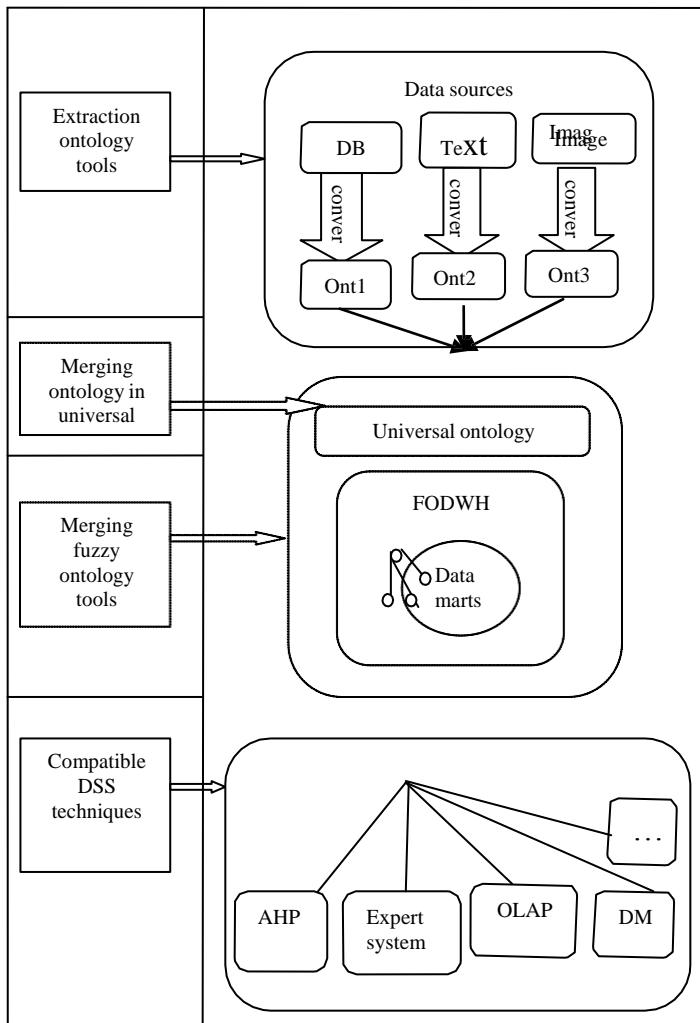 Extraction
ontology
tools
Data sources
DB
Text
Imag
Image
conver
conver
conver
Ont1
Ont2
Ont3
Merging
ontology in
universal
Universal ontology
Merging
fuzzy
ontology
tools
FODWH
Data
marts
Compatible
DSS
techniques
...
AHP
Expert
system
OLAP
DM